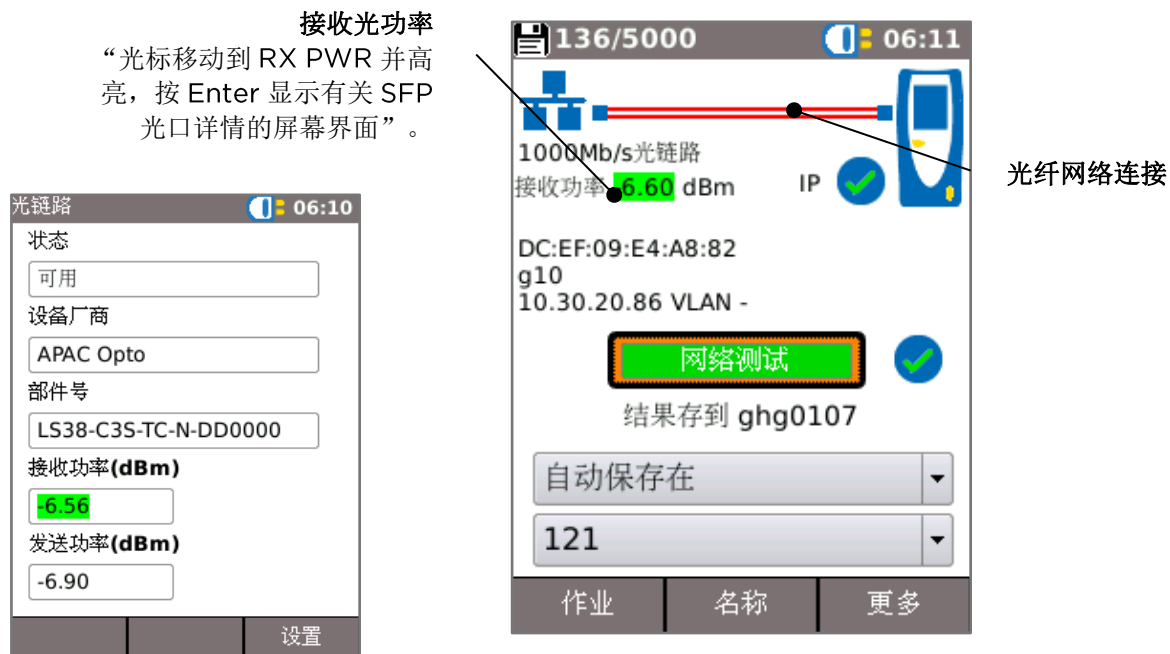 接收光功率
“光标移动到 RX PWR 并高
亮，按 Enter 显示有关 SFP
光口详情的屏幕界面”。
光链路 06:10
状态
可用
设备厂商
APAC Opto
部件号
LS38-C3S-TC-N-DD0000
接收功率(dBm)
-6.56
发送功率(dBm)
-6.90
设置
136/5000 06:11
1000Mb/s光链路
接收功率 -6.60 dBm IP
DC:EF:09:E4:A8:82
g10
10.30.20.86 VLAN -
网络测试
结果存到 ghg0107
自动保存在
121
作业 名称 更多
光纤网络连接